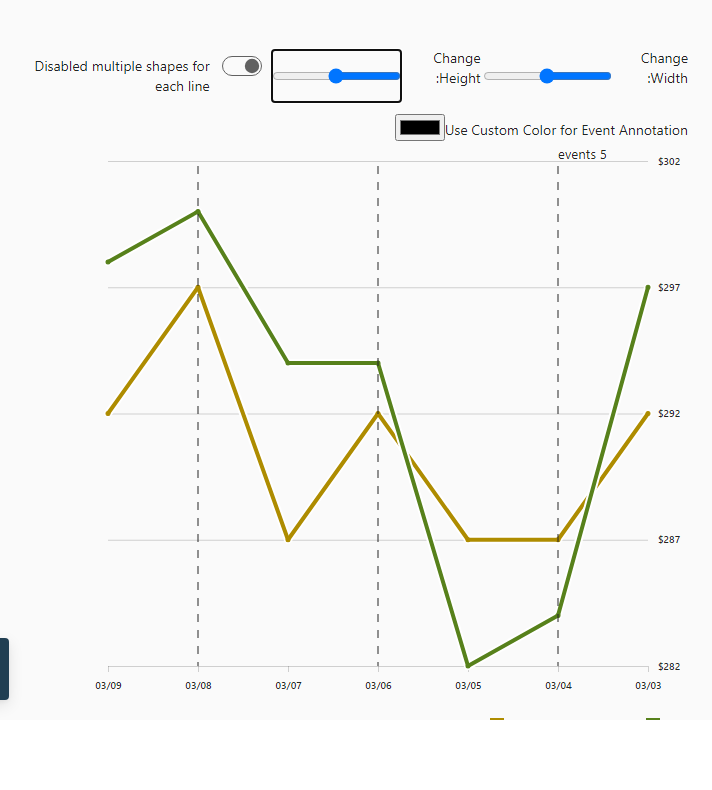 Change
:Width
Change
:Height
Disabled multiple shapes for
each line
Use Custom Color for Event Annotation
events 5
$302
$297
$292
$287
$282
03/09 03/08 03/07 03/06 03/05 03/04 03/03